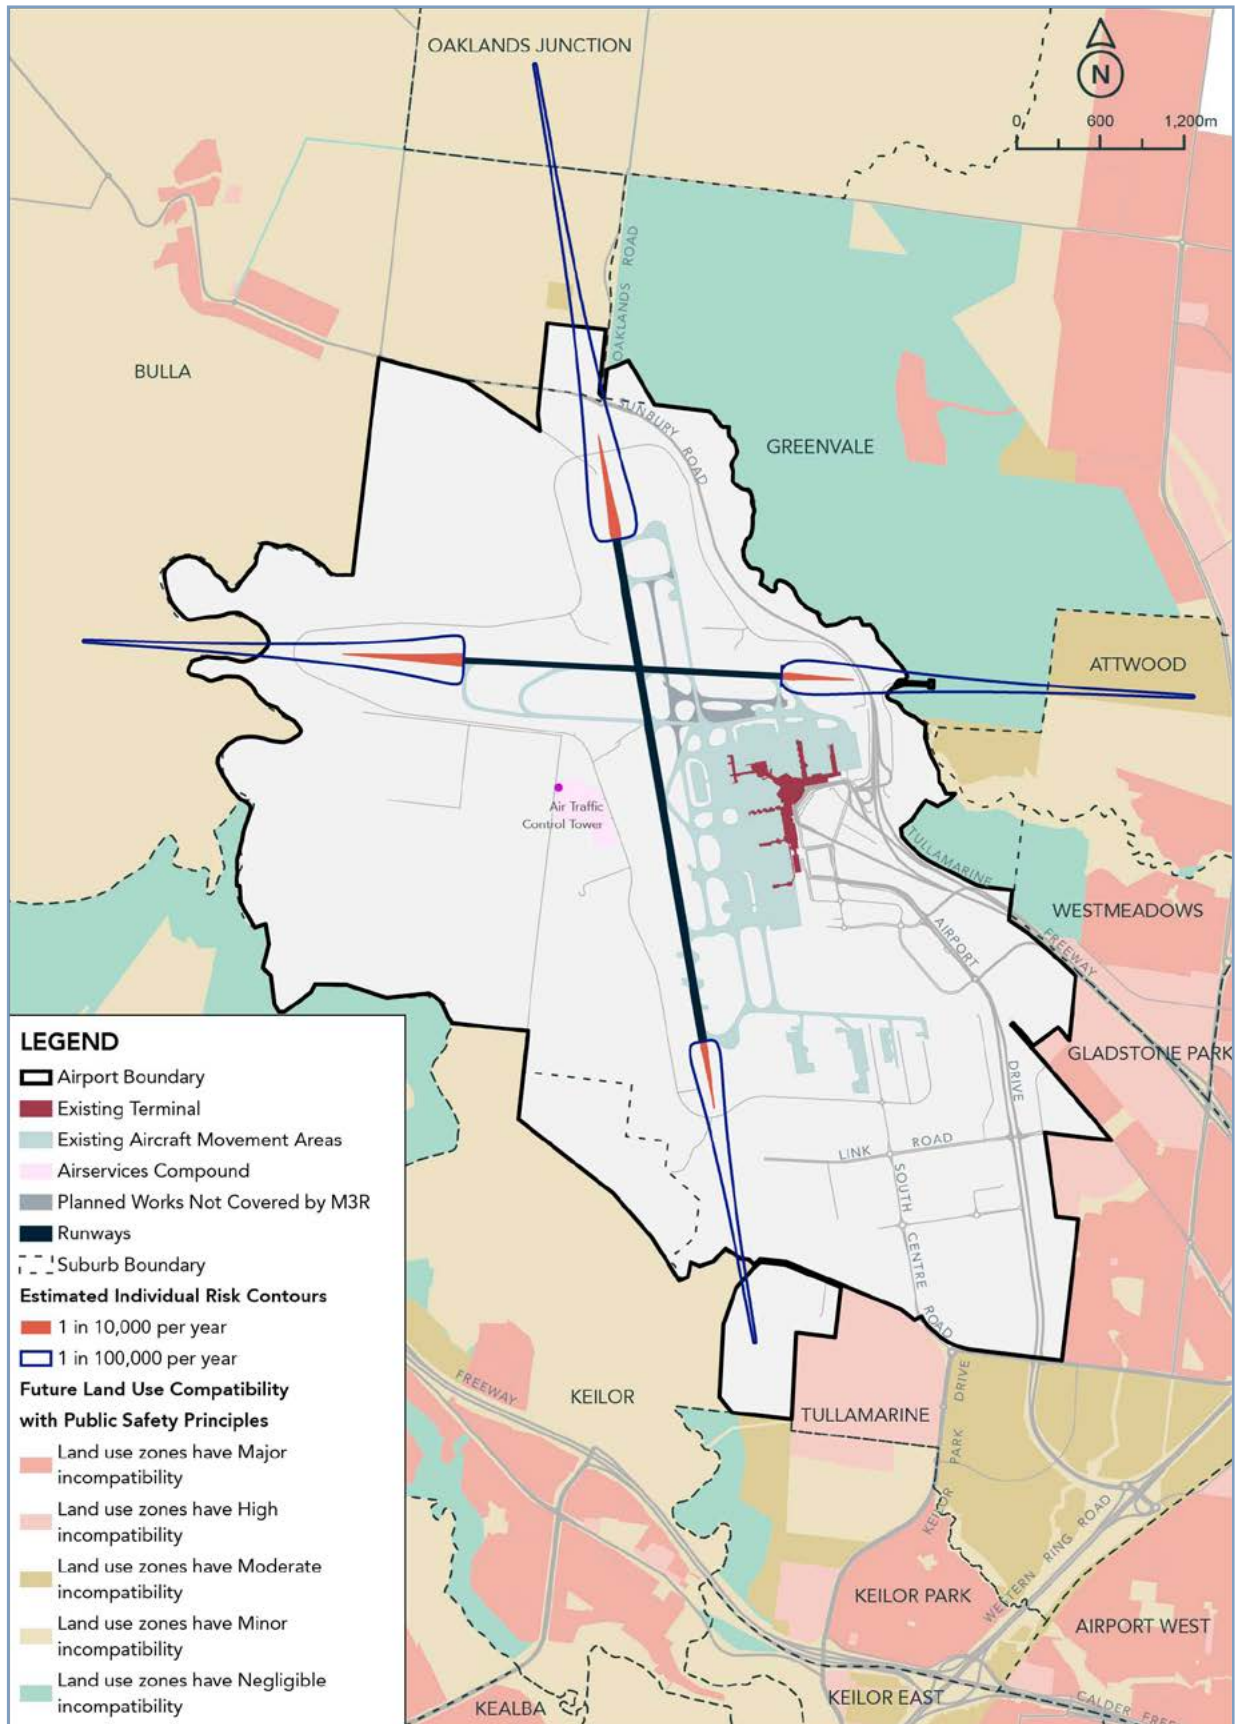 OAKLANDS JUNCTION
N
0
600
1,200m
OAKLANDS ROAD
BULLA
SUNBURY ROAD
GREENVALE
ATTWOOD
Air Traffic
Control Tower
TULLAMARINE
FREEWAY
WESTMEADOWS
AIRPORT
DRIVE
GLADSTONE PARK
LINK ROAD
SOUTH CENTRE ROAD
LEGEND
Airport Boundary
Existing Terminal
Existing Aircraft Movement Areas
Airservices Compound
Planned Works Not Covered by M3R
Runways
Suburb Boundary
Estimated Individual Risk Contours
1 in 10,000 per year
1 in 100,000 per year
Future Land Use Compatibility
with Public Safety Principles
Land use zones have Major
incompatibility
Land use zones have High
incompatibility
Land use zones have Moderate
incompatibility
Land use zones have Minor
incompatibility
Land use zones have Negligible
incompatibility
FREEWAY
KEILOR
TULLAMARINE
KEILOR PARK DRIVE
WESTERN RING ROAD
KEILOR PARK
AIRPORT WEST
KEILOR EAST
KEALBA
CALDER FREE